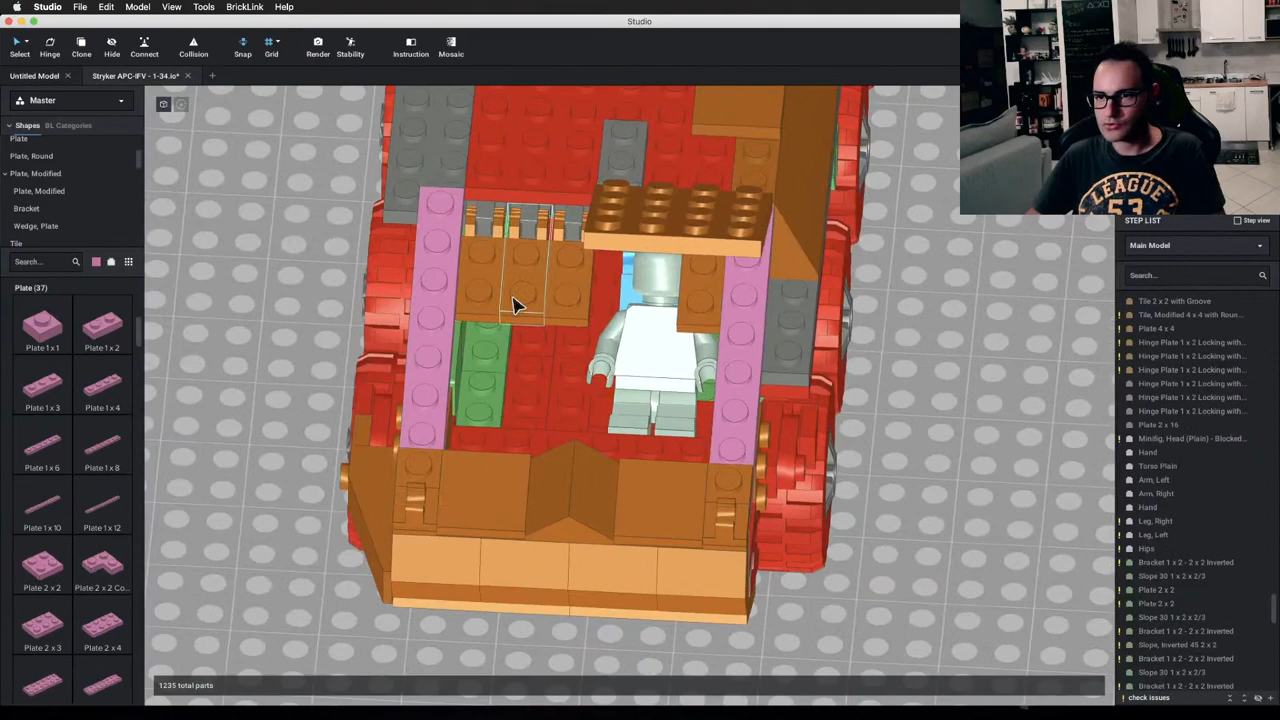 Studio File Edit View Tools BrickLink Help
Studio
Select Hinge Clone Hide Connect Collision Snap Grid Render Stability Instruction Mosaic
Untitled Model Stryker APC-IFV - 1-34.io*
Master
Shapes BL Categories
Plate
Plate, Round
Plate, Modified
Plate, Modified
Bracket
Wedge, Plate
Tile
Search...
Plate (37)
Plate 1 x 1 Plate 1 x 2
Plate 1 x 3 Plate 1 x 4
Plate 1 x 6 Plate 1 x 8
Plate 1 x 10 Plate 1 x 12
Plate 2 x 2 Plate 2 x 2 Co...
Plate 2 x 3 Plate 2 x 4
1235 total parts
LEAGUE
53
STEP LIST Step view
Main Model
Search...
Tile 2 x 2 with Groove
Tile, Modified 4 x 4 with Roun...
Plate 4 x 4
Hinge Plate 1 x 2 Locking with...
Hinge Plate 1 x 2 Locking with...
Hinge Plate 1 x 2 Locking with...
Hinge Plate 1 x 2 Locking with...
Hinge Plate 1 x 2 Locking with...
Hinge Plate 1 x 2 Locking with...
Plate 2 x 16
Minifig, Head (Plain) - Blocked...
Hand
Torso Plain
Arm, Left
Arm, Right
Hand
Leg, Right
Leg, Left
Hips
Bracket 1 x 2 - 2 x 2 Inverted
Slope 30 1 x 2 x 2/3
Plate 2 x 2
Plate 2 x 2
Slope 30 1 x 2 x 2/3
Bracket 1 x 2 - 2 x 2 Inverted
Slope, Inverted 45 2 x 2
Bracket 1 x 2 - 2 x 2 Inverted
Slope 30 1 x 2 x 2/3
Bracket 1 x 2 - 2 x 2 Inverted
check issues